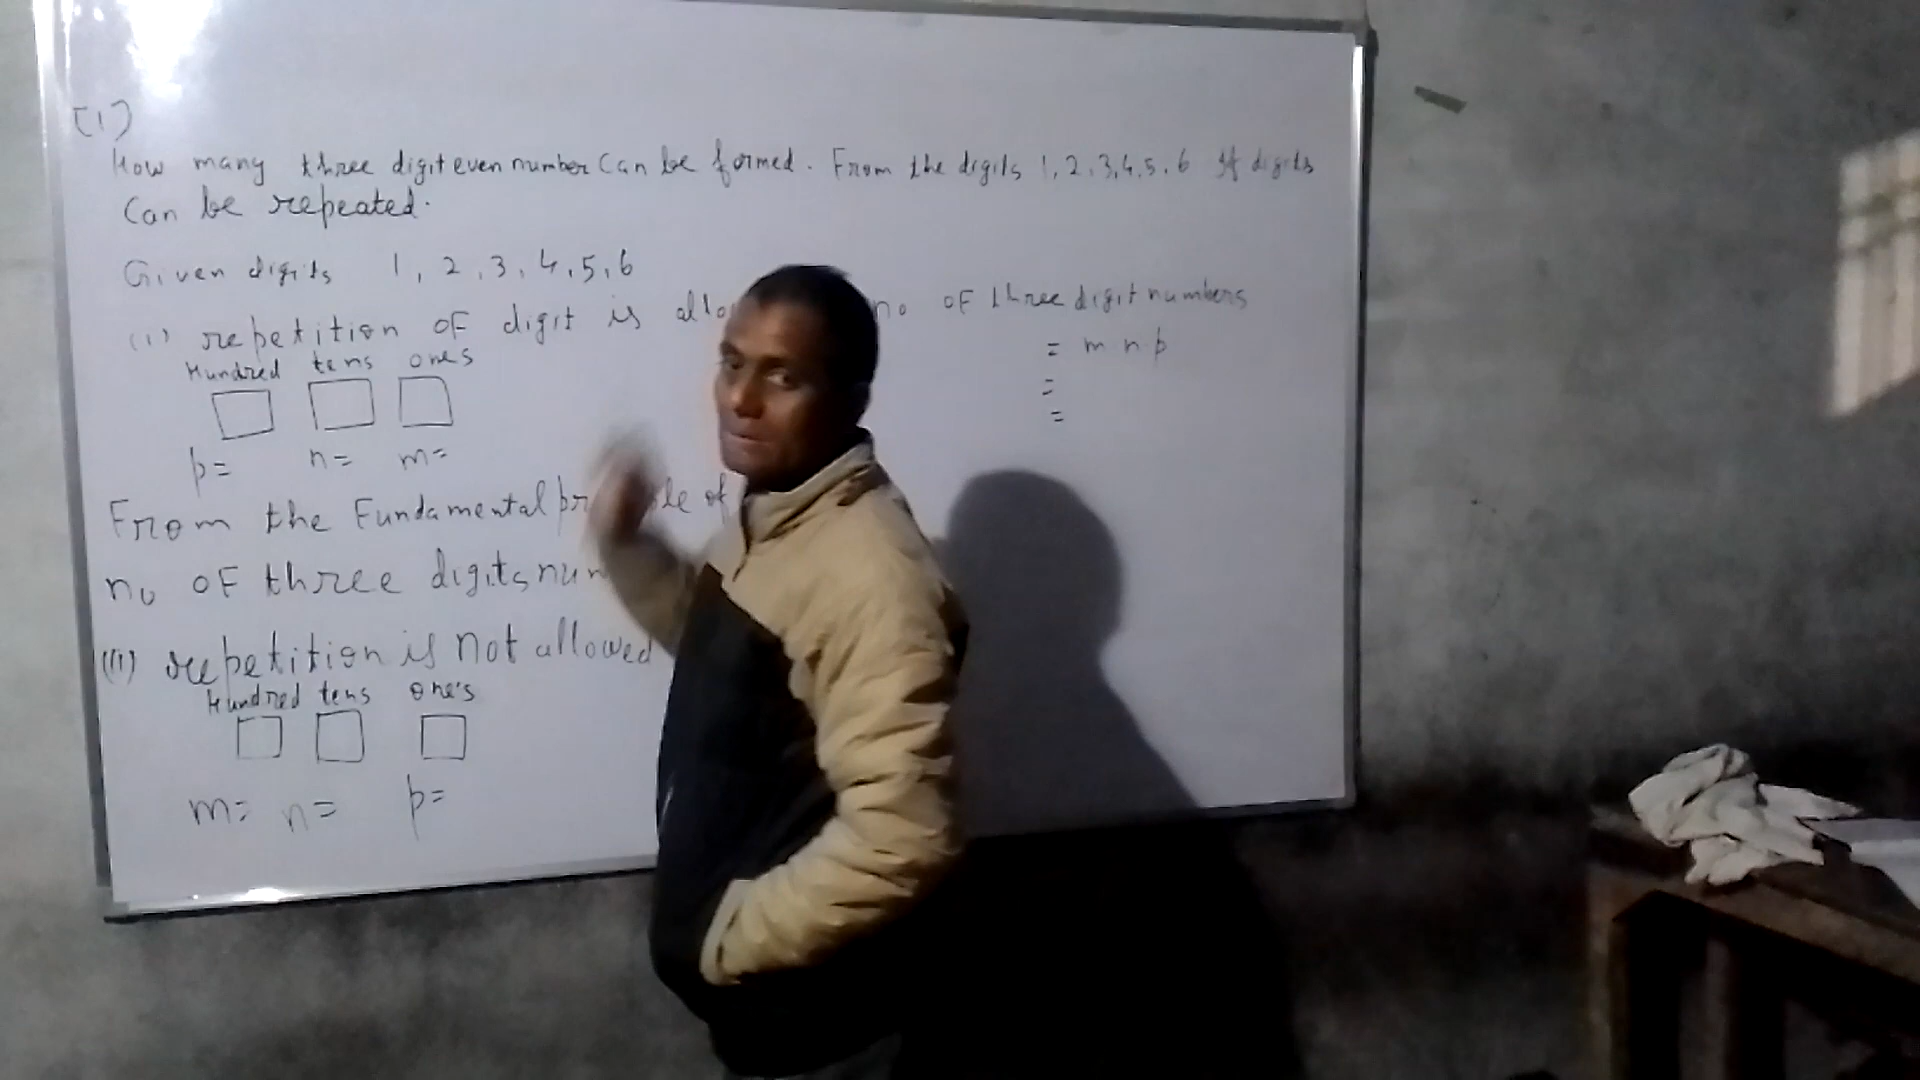 (1)
How many three digit even number Can be formed. From the digits 1, 2, 3, 4, 5, 6 If digits
Can be repeated.
Given digits 1, 2, 3, 4, 5, 6
(i) repetition OF digit is
Hundred tens ones
p= n= m=
From the Fundamental of
no OF three digits
(ii) repetition is not allowed
Hundred tens one's
m= n= p=
no OF three digit numbers
= m n p
=
=